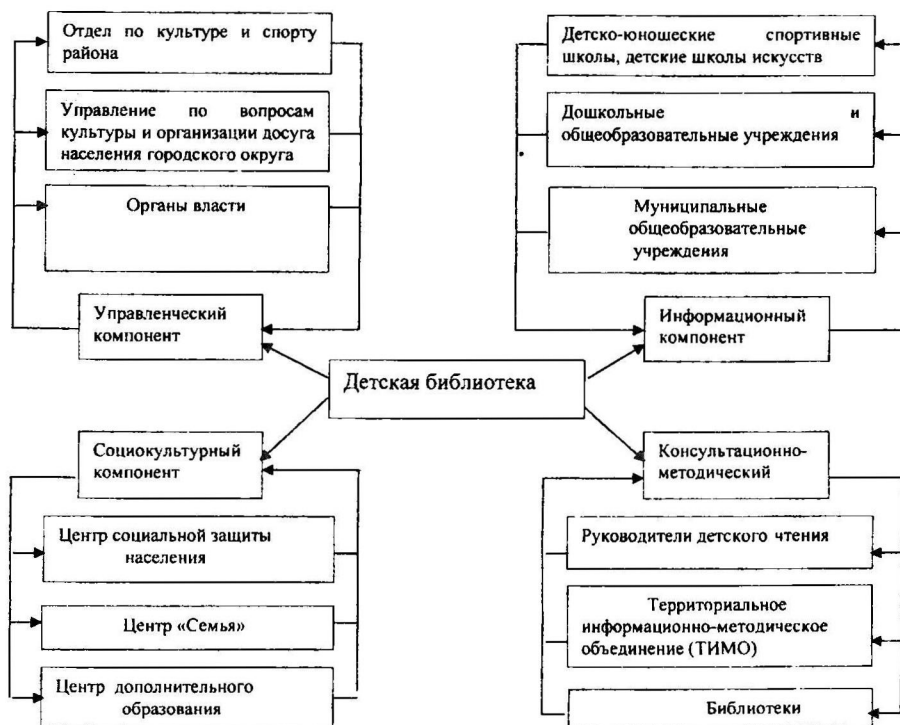 Отдел по культуре и спорту
района
Управление по вопросам
культуры и организации досуга
населения городского округа
Органы власти
Управленческий
компонент
Детско-юношеские спортивные
школы, детские школы искусств
Дошкольные и
общеобразовательные учреждения
Муниципальные
общеобразовательные
учреждения
Информационный
компонент
Детская библиотека
Социокультурный
компонент
Центр социальной защиты
населения
Центр «Семья»
Центр дополнительного
образования
Консультационно-
методический
Руководители детского чтения
Территориальное
информационно-методическое
объединение (ТИМО)
Библиотеки